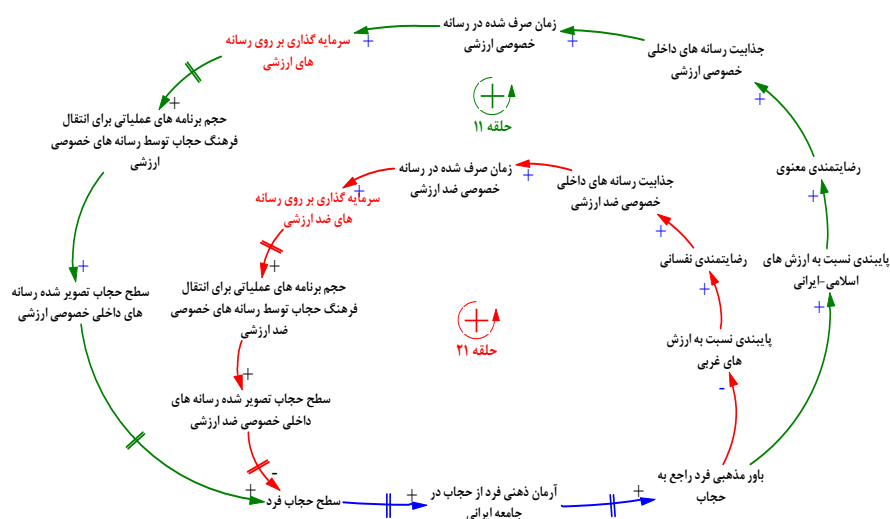 زمان صرف شده در رسانه
خصوصی ارزشی
سرمایه گذاری بر روی رسانه
های ارزشی
جذابیت رسانه های داخلی
خصوصی ارزشی
+
+
+
+
حلقه ۱۱
+
حجم برنامه های عملیاتی برای انتقال
فرهنگ حجاب توسط رسانه های خصوصی
ارزشی
رضایتمندی معنوی
+
زمان صرف شده در رسانه
خصوصی ضد ارزشی
جذابیت رسانه های داخلی
خصوصی ضد ارزشی
+
+
سرمایه گذاری بر روی رسانه
های ضد ارزشی
+
پایبندی نسبت به ارزش های
اسلامی-ایرانی
+
رضایتمندی نفسانی
+
+
+
حجم برنامه های عملیاتی برای انتقال
فرهنگ حجاب توسط رسانه های خصوصی
ضد ارزشی
سطح حجاب تصویر شده رسانه
های داخلی خصوصی ارزشی
+
حلقه ۲۱
پایبندی نسبت به ارزش
های غربی
-
+
سطح حجاب تصویر شده رسانه های
داخلی خصوصی ضد ارزشی
-
+
سطح حجاب فرد
+
آرمان ذهنی فرد از حجاب در
جامعه ایرانی
+
باور مذهبی فرد راجع به
حجاب